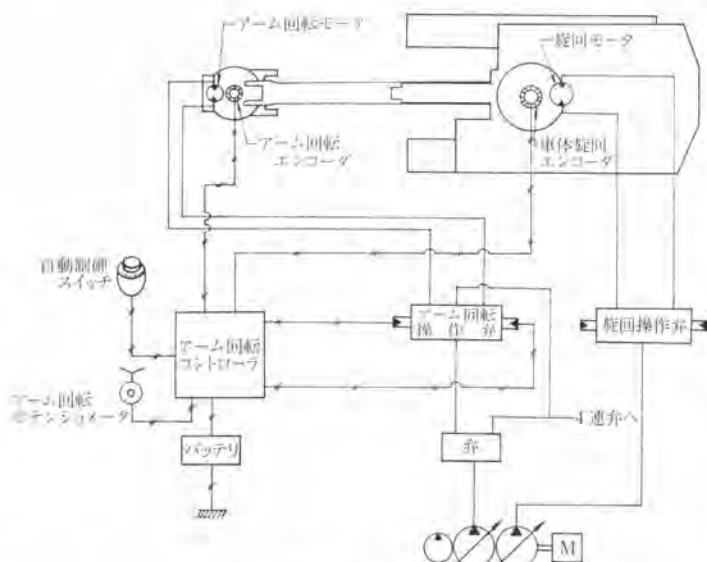 アーム回転モータ
旋回モータ
アーム回転
エンコーダ
車体旋回
エンコーダ
自動制御
スイッチ
アーム回転
操作弁
旋回操作弁
アーム回転
コントローラ
アーム回転
ポテンショメータ
4連弁へ
弁
バッテリ
M